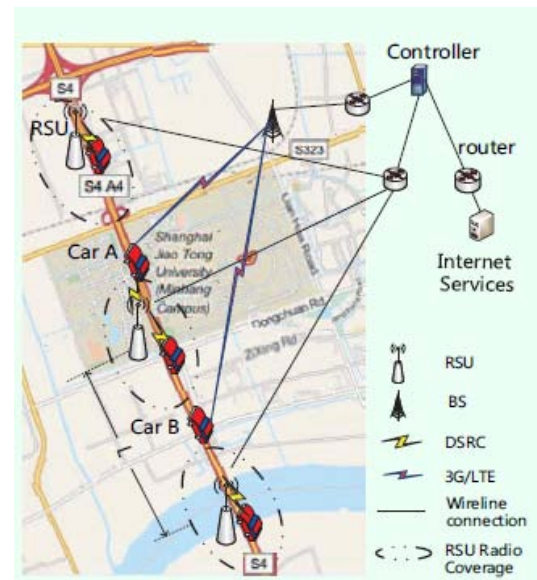 Controller
S4
RSU
S323
router
S4 A4
Car A
Shanghai
Jiao Tong
University
(Minhang
Campus)
Internet
Services
Dongchuan Rd
RSU
BS
Car B
L
DSRC
3G/LTE
Wireline
connection
RSU Radio
Coverage
S4